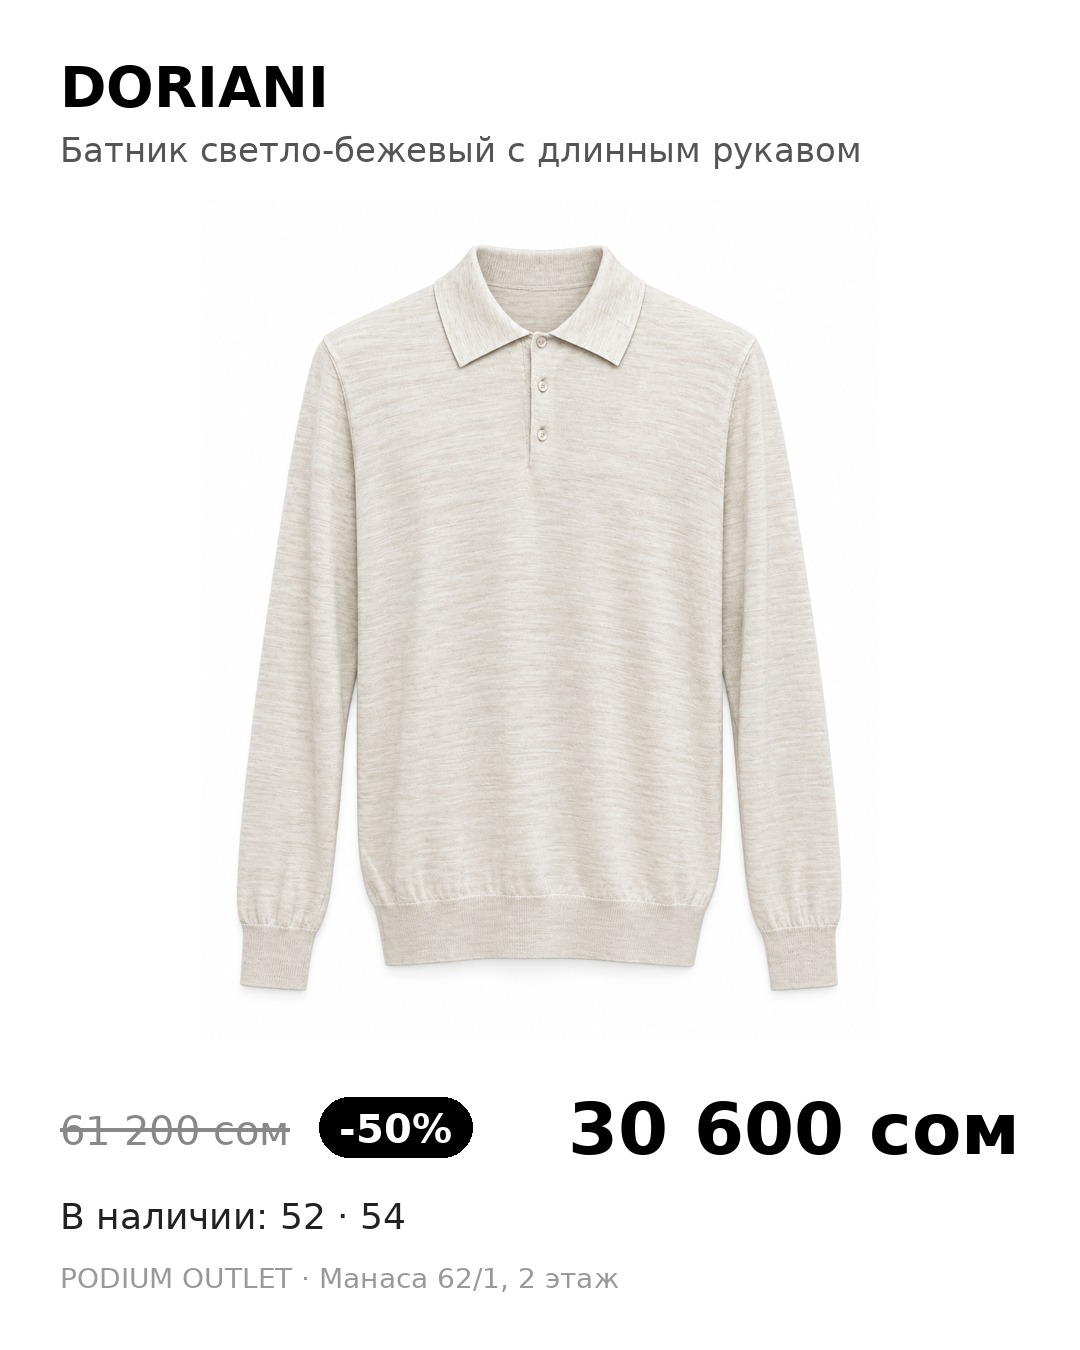 DORIANI
Батник светло-бежевый с длинным рукавом
61 200 сом -50% 30 600 сом
В наличии: 52 · 54
PODIUM OUTLET · Манаса 62/1, 2 этаж